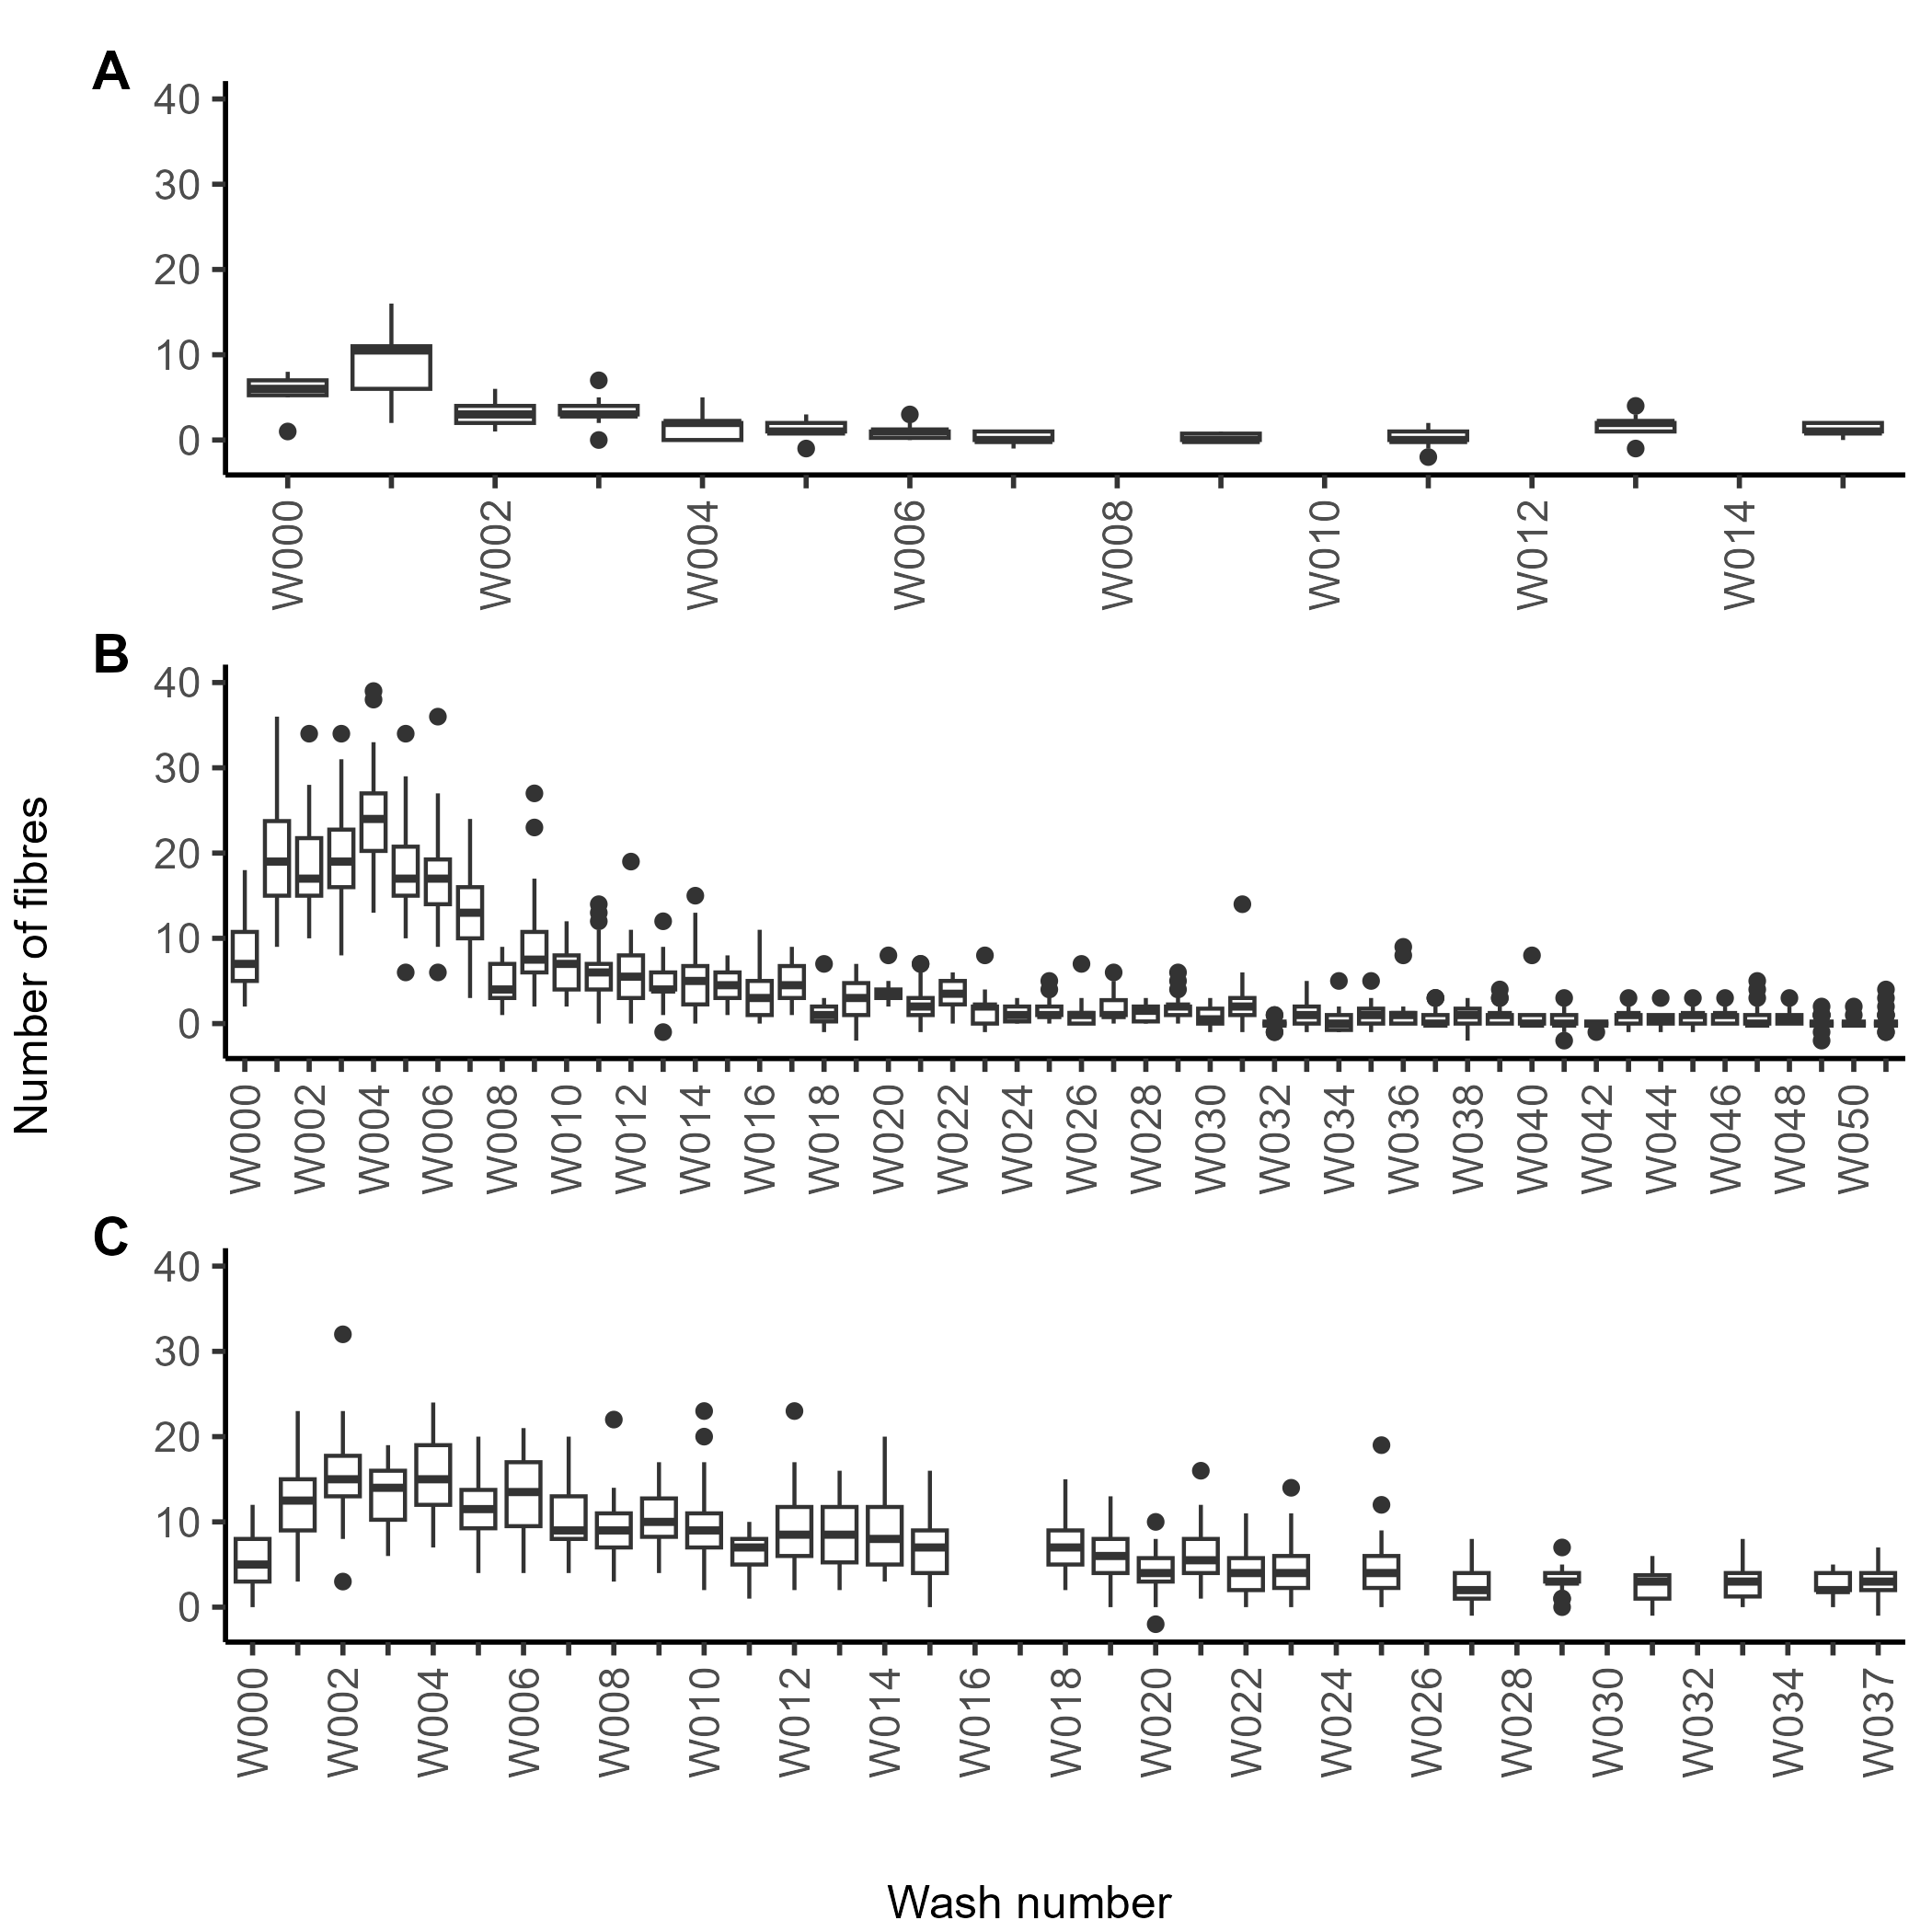 A
40
30
20
10
0
W000 W002 W004 W006 W008 W010 W012 W014
B
40
30
20
10
0
W000 W002 W004 W006 W008 W010 W012 W014 W016 W018 W020 W022 W024 W026 W028 W030 W032 W034 W036 W038 W040 W042 W044 W046 W048 W050
Number of fibres
C
40
30
20
10
0
W000 W002 W004 W006 W008 W010 W012 W014 W016 W018 W020 W022 W024 W026 W028 W030 W032 W034 W037
Wash number